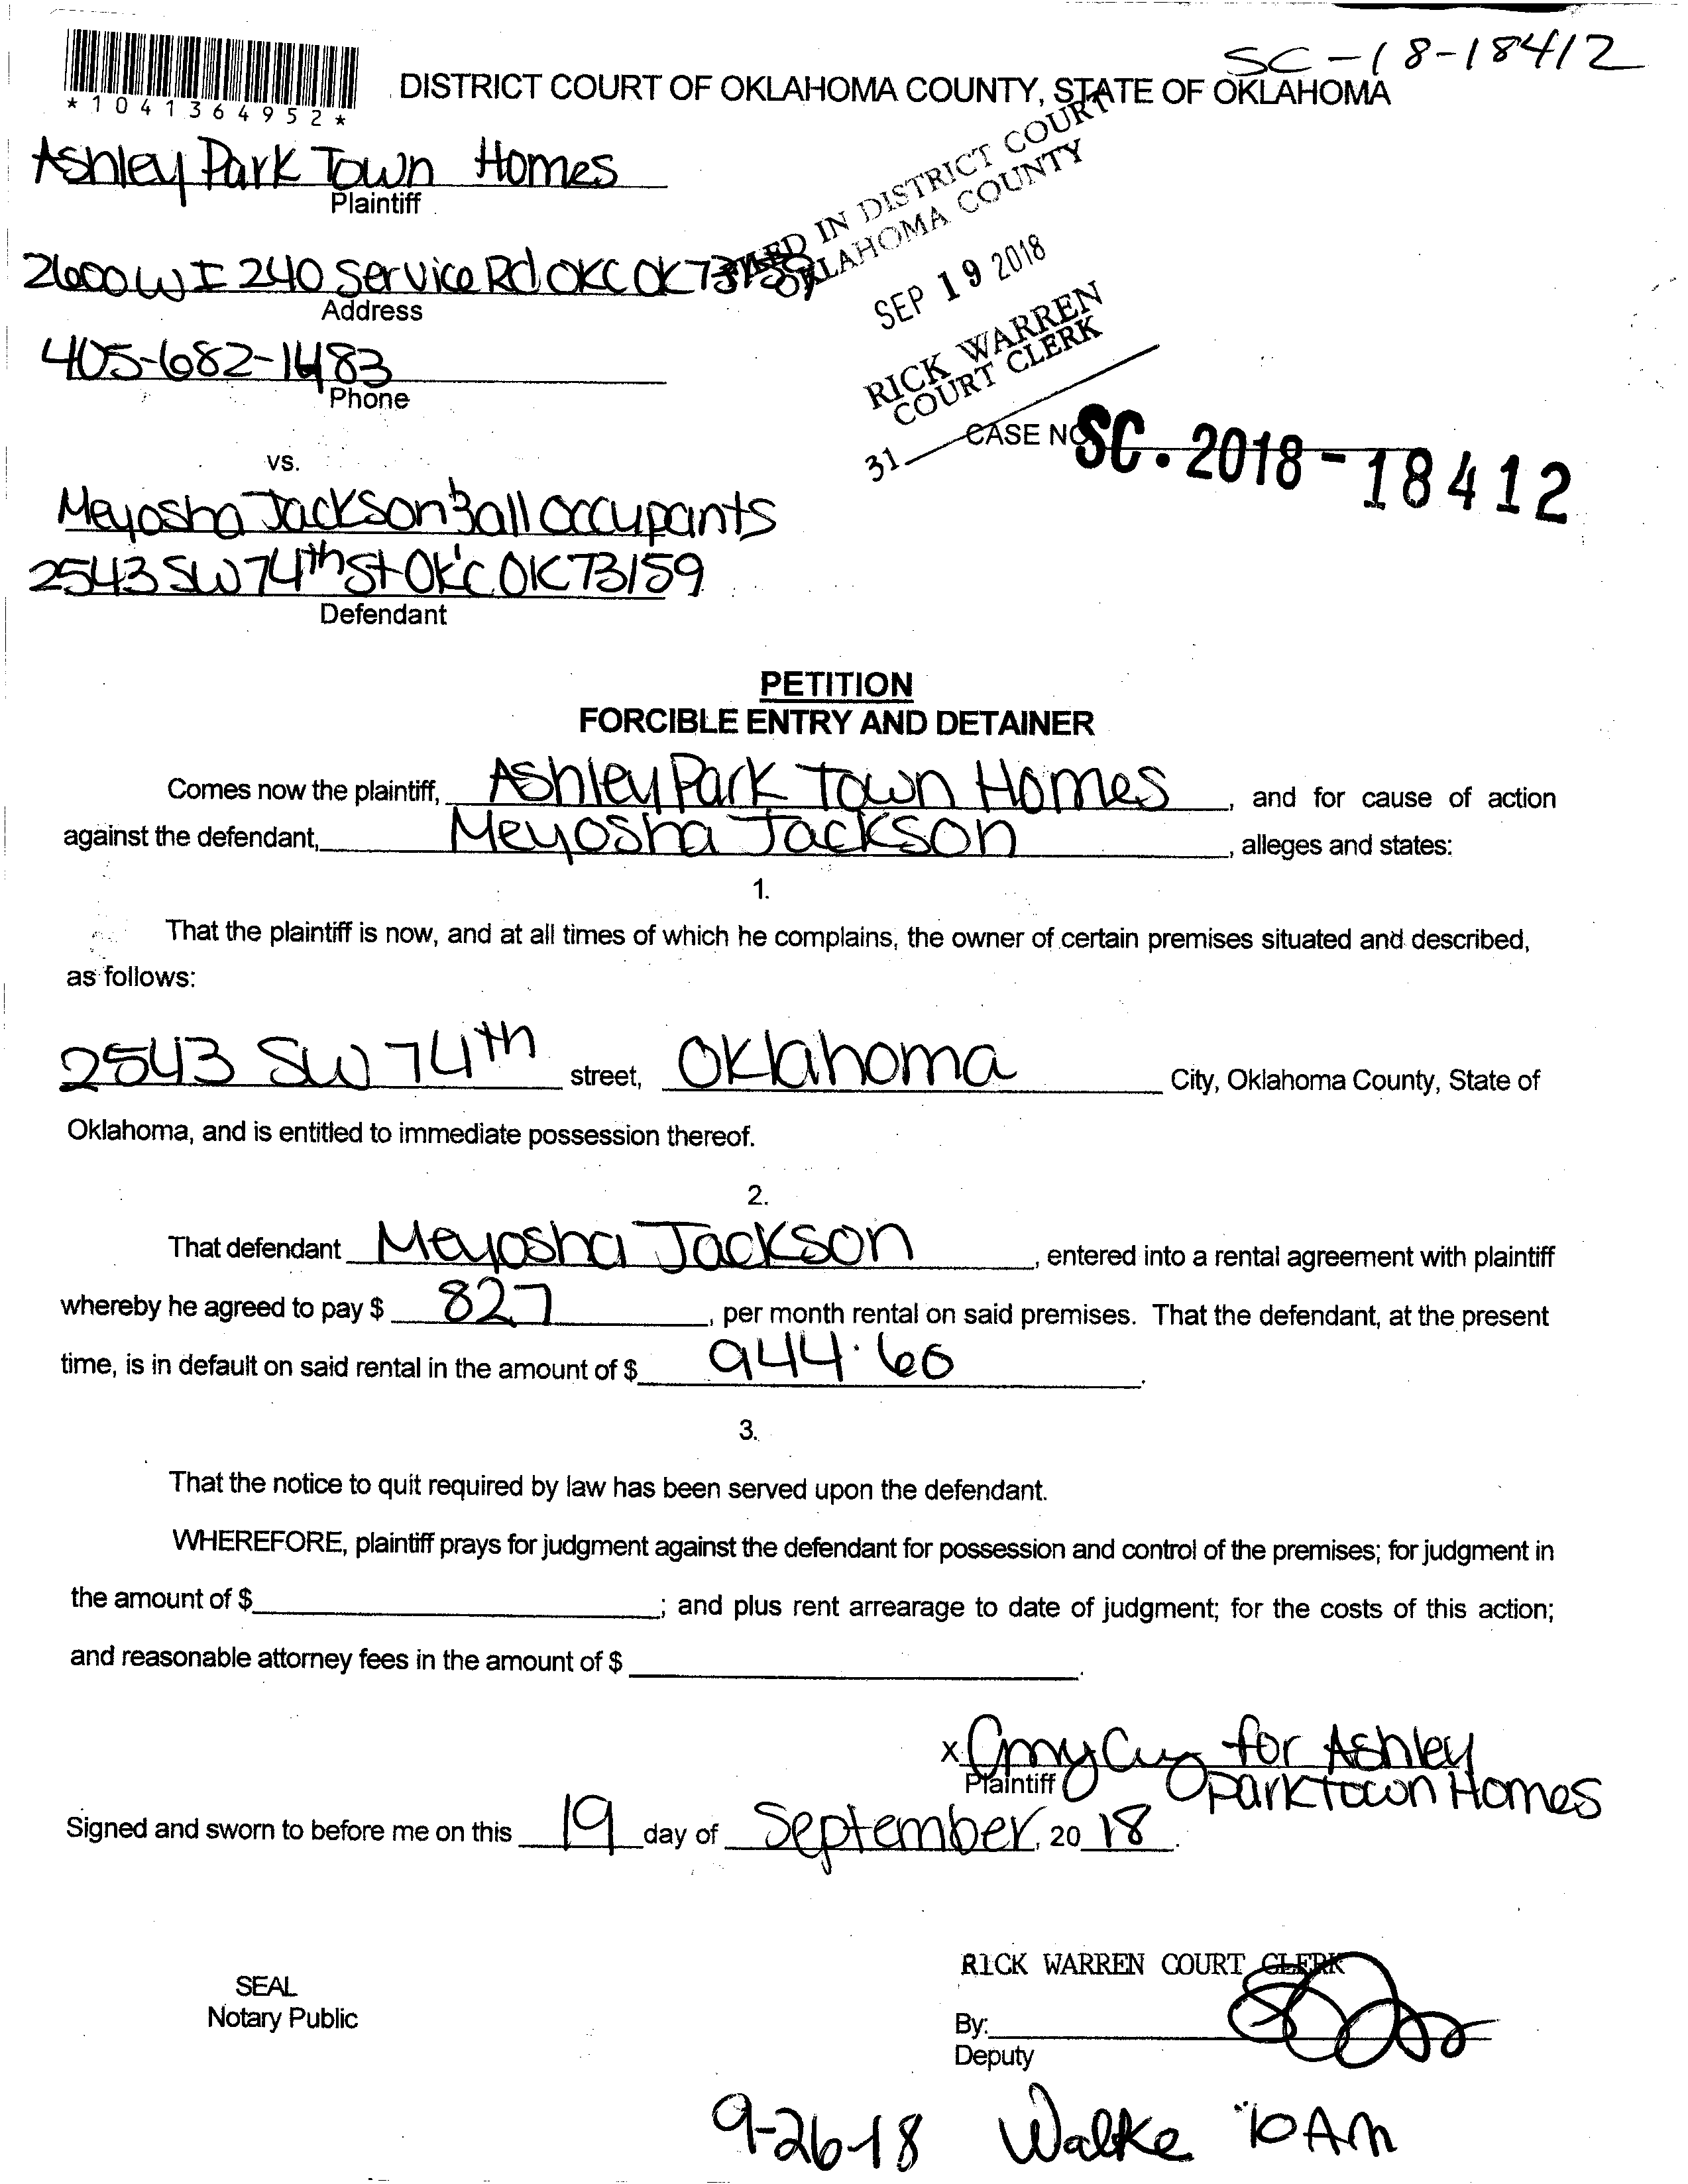 SC-18-18412
DISTRICT COURT OF OKLAHOMA COUNTY, STATE OF OKLAHOMA
*1041364952*
Ashley Park Town Homes
Plaintiff
FILED IN DISTRICT COURT
OKLAHOMA COUNTY
2600 W I 240 Service Rd OKC OK
Address
SEP 19 2018
405-682-1483
Phone
RICK WARREN
COURT CLERK
31
CASE NO. SC-2018-18412
vs.
Meyosha Jackson & all occupants
2543 SW 74th St OKC OK 73159
Defendant
PETITION
FORCIBLE ENTRY AND DETAINER
Comes now the plaintiff, Ashley Park Town Homes, and for cause of action
against the defendant, Meyosha Jackson, alleges and states:
1.
That the plaintiff is now, and at all times of which he complains, the owner of certain premises situated and described,
as follows:
2543 SW 74th street, Oklahoma City, Oklahoma County, State of
Oklahoma, and is entitled to immediate possession thereof.
2.
That defendant Meyosha Jackson, entered into a rental agreement with plaintiff
whereby he agreed to pay $ 827, per month rental on said premises. That the defendant, at the present
time, is in default on said rental in the amount of $ 944.60.
3.
That the notice to quit required by law has been served upon the defendant.
WHEREFORE, plaintiff prays for judgment against the defendant for possession and control of the premises; for judgment in
the amount of $ ; and plus rent arrearage to date of judgment; for the costs of this action;
and reasonable attorney fees in the amount of $ .
x Amy for Ashley
Plaintiff Park Town Homes
Signed and sworn to before me on this 19 day of September, 20 18.
RICK WARREN COURT CLERK
SEAL
Notary Public
By:
Deputy
9-26-18 Walke 10 AM